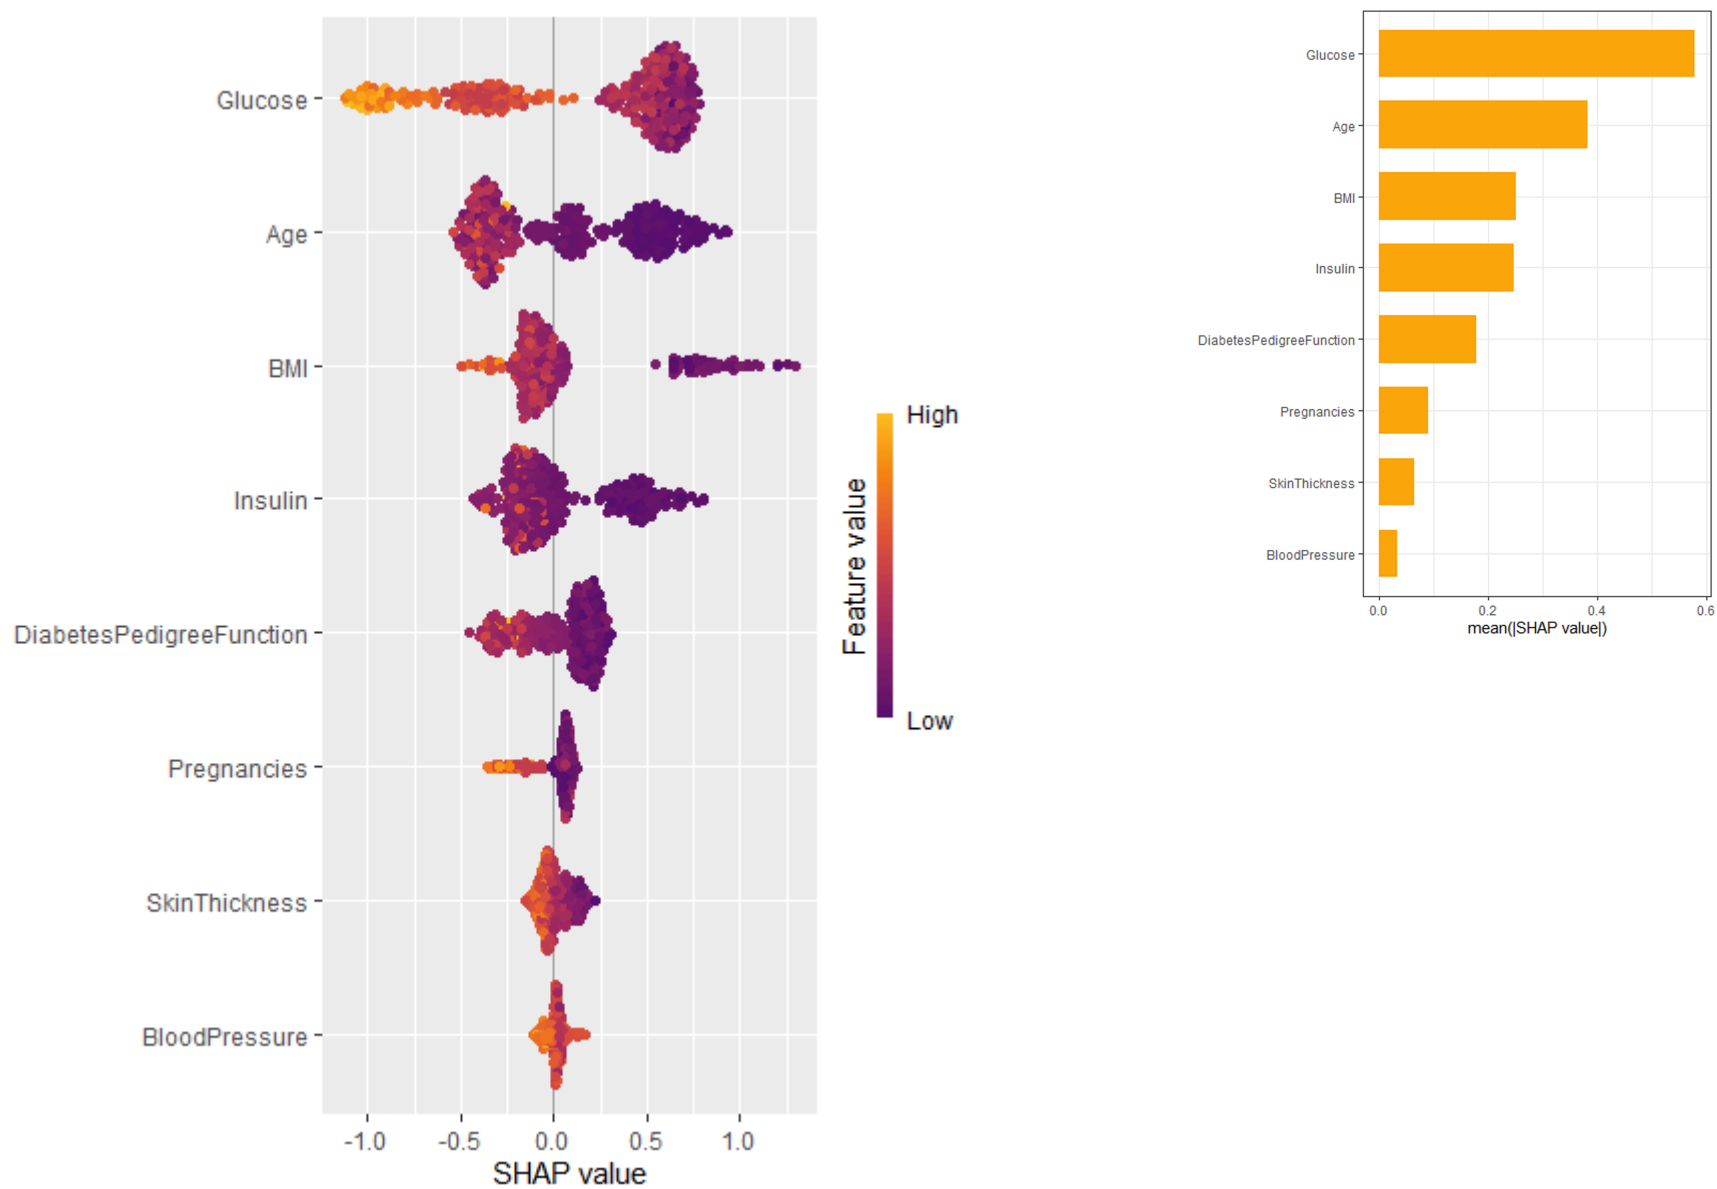 Glucose
Age
BMI
Insulin
DiabetesPedigreeFunction
Pregnancies
SkinThickness
BloodPressure
-1.0 -0.5 0.0 0.5 1.0
SHAP value
High
Feature value
Low
Glucose
Age
BMI
Insulin
DiabetesPedigreeFunction
Pregnancies
SkinThickness
BloodPressure
0.0 0.2 0.4 0.6
mean(|SHAP value|)